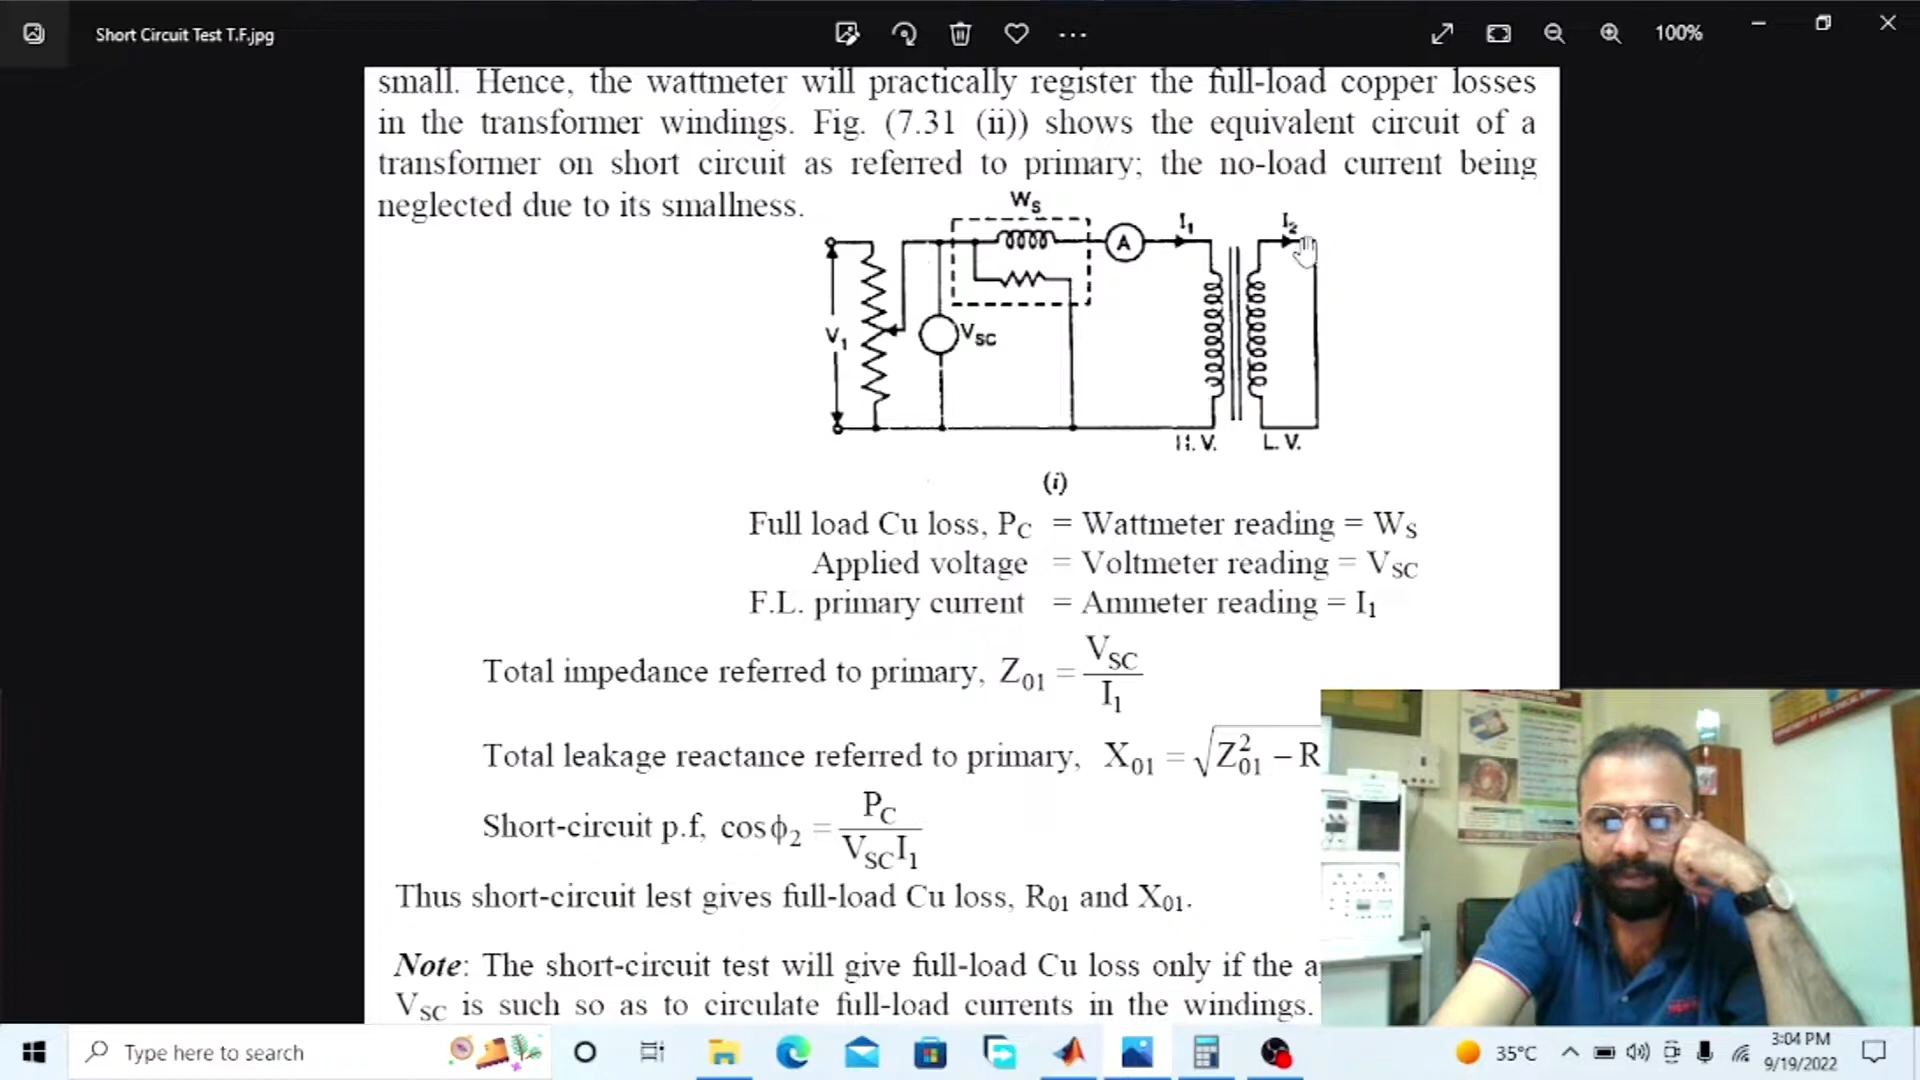 Short Circuit Test T.F.jpg
100%
small. Hence, the wattmeter will practically register the full-load copper losses
in the transformer windings. Fig. (7.31 (ii)) shows the equivalent circuit of a
transformer on short circuit as referred to primary; the no-load current being
neglected due to its smallness.
WS
I1
I2
A
V1
VSC
H. V.
L. V.
(i)
Full load Cu loss, PC = Wattmeter reading = WS
Applied voltage = Voltmeter reading = VSC
F.L. primary current = Ammeter reading = I1
Total impedance referred to primary, Z01 = VSC / I1
Total leakage reactance referred to primary, X01 = √Z01² − R
Short-circuit p.f, cos ϕ2 = PC / VSC I1
Thus short-circuit lest gives full-load Cu loss, R01 and X01.
Note: The short-circuit test will give full-load Cu loss only if the a
VSC is such so as to circulate full-load currents in the windings.
Type here to search
35°C
3:04 PM
9/19/2022